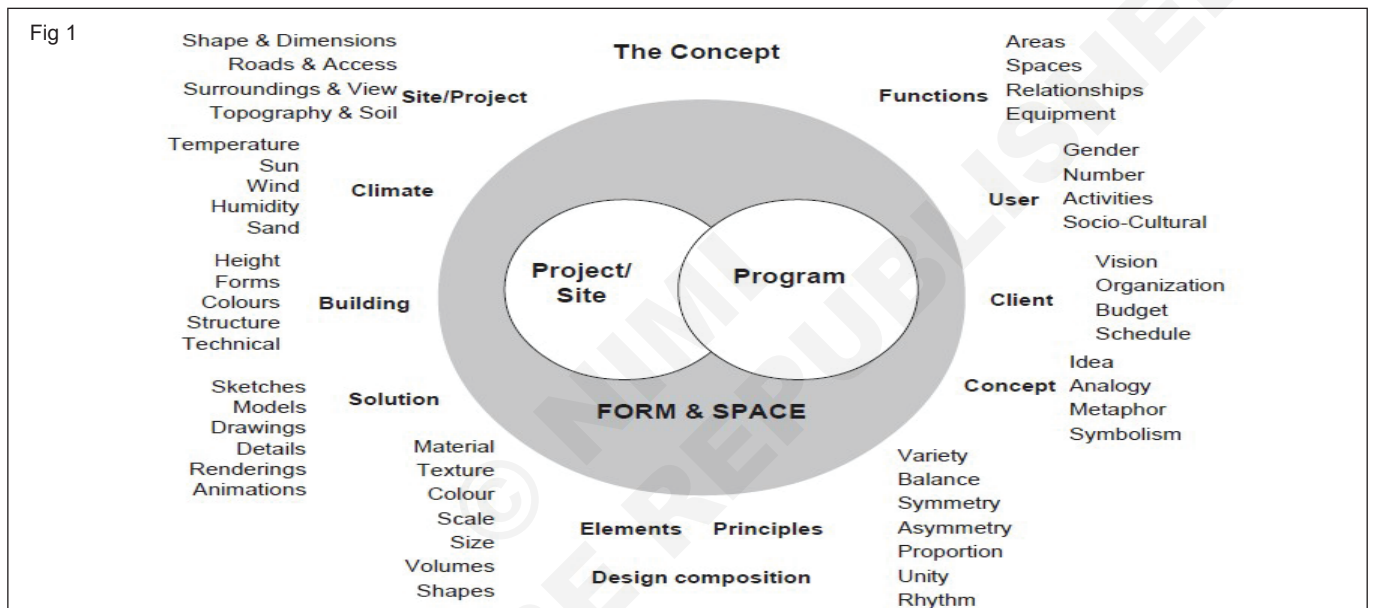 Fig 1
The Concept
Shape & Dimensions
Roads & Access
Surroundings & View
Topography & Soil
Site/Project
Temperature
Sun
Wind
Humidity
Sand
Climate
Height
Forms
Colours
Structure
Technical
Building
Sketches
Models
Drawings
Details
Renderings
Animations
Solution
Material
Texture
Colour
Scale
Size
Volumes
Shapes
Elements Principles
Design composition
Project/
Site
Program
FORM & SPACE
Functions
Areas
Spaces
Relationships
Equipment
User
Gender
Number
Activities
Socio-Cultural
Client
Vision
Organization
Budget
Schedule
Concept
Idea
Analogy
Metaphor
Symbolism
Variety
Balance
Symmetry
Asymmetry
Proportion
Unity
Rhythm
© NIMI